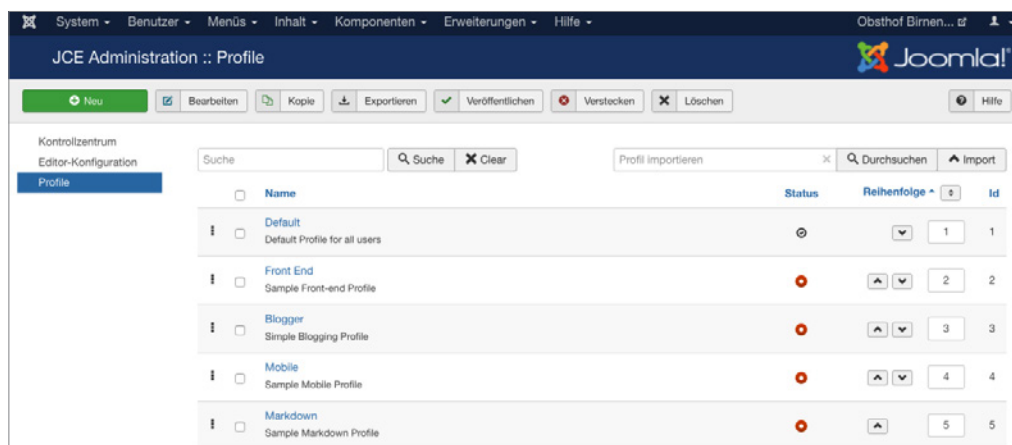 System Benutzer Menüs Inhalt Komponenten Erweiterungen Hilfe Obsthof Birnen...
JCE Administration :: Profile Joomla!®
Neu Bearbeiten Kopie Exportieren Veröffentlichen Verstecken Löschen Hilfe
Kontrollzentrum
Editor-Konfiguration
Profile
Suche Suche Clear Profil importieren Durchsuchen Import
Name Status Reihenfolge Id
Default 1 1
Default Profile for all users
Front End 2 2
Sample Front-end Profile
Blogger 3 3
Simple Blogging Profile
Mobile 4 4
Sample Mobile Profile
Markdown 5 5
Sample Markdown Profile